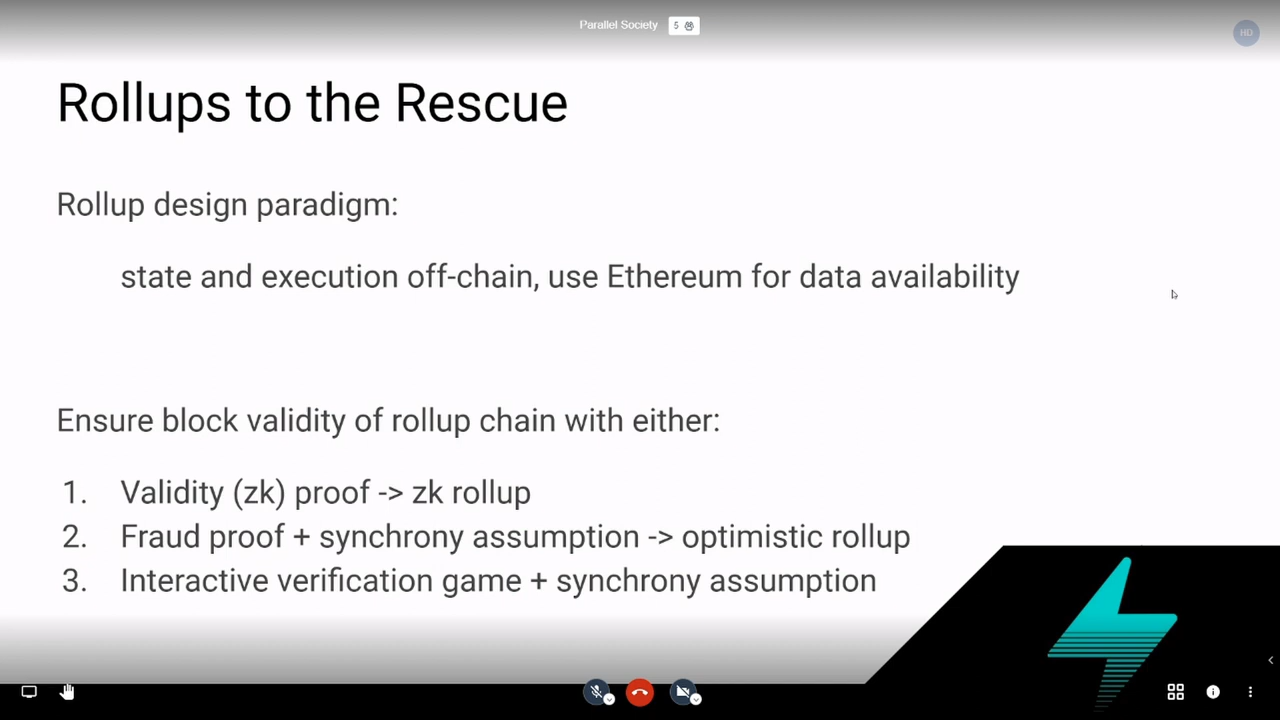 Parallel Society 5
HD
Rollups to the Rescue
Rollup design paradigm:
state and execution off-chain, use Ethereum for data availability
Ensure block validity of rollup chain with either:
1. Validity (zk) proof -> zk rollup
2. Fraud proof + synchrony assumption -> optimistic rollup
3. Interactive verification game + synchrony assumption